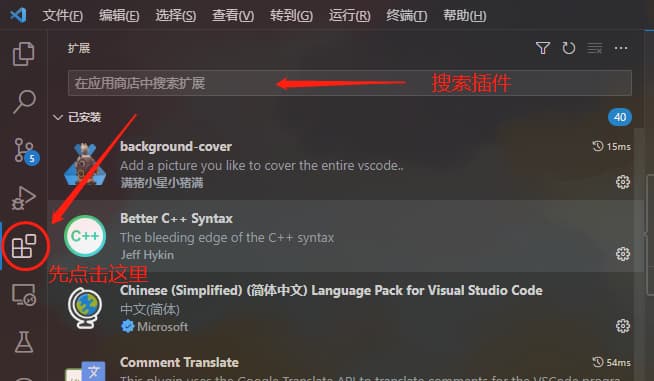 文件(F) 编辑(E) 选择(S) 查看(V) 转到(G) 运行(R) 终端(T) 帮助(H)
扩展
在应用商店中搜索扩展
搜索插件
已安装 40
background-cover 15ms
Add a picture you like to cover the entire vscode..
满猪小星小猪满
5
Better C++ Syntax
C++
The bleeding edge of the C++ syntax
Jeff Hykin
先点击这里
Chinese (Simplified) (简体中文) Language Pack for Visual Studio Code
中文(简体)
Microsoft
Comment Translate 54ms
This plugin uses the Google Translate API to translate comments for the VSCode progra